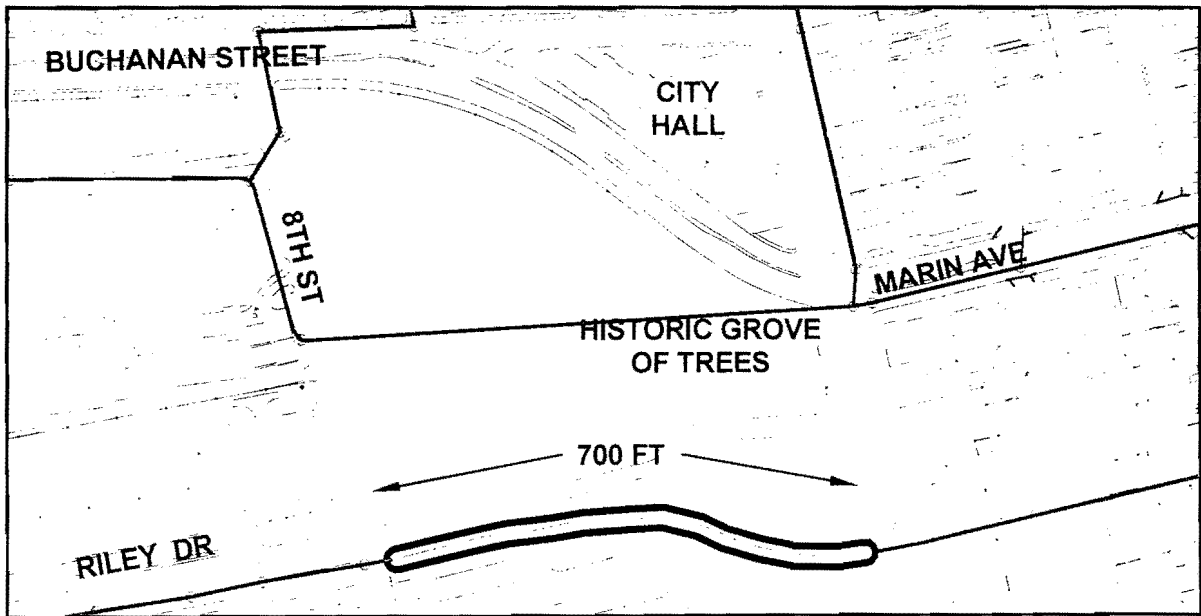 BUCHANAN STREET
CITY
HALL
8TH ST
MARIN AVE
HISTORIC GROVE
OF TREES
700 FT
RILEY DR